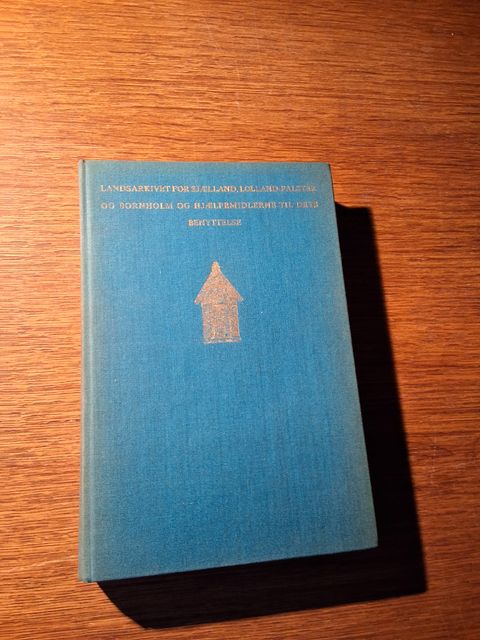 LANDSARKIVET FOR SJÆLLAND, LOLLAND-FALSTER
OG BORNHOLM OG HJÆLPEMIDLERNE TIL DETS
BENYTTELSE